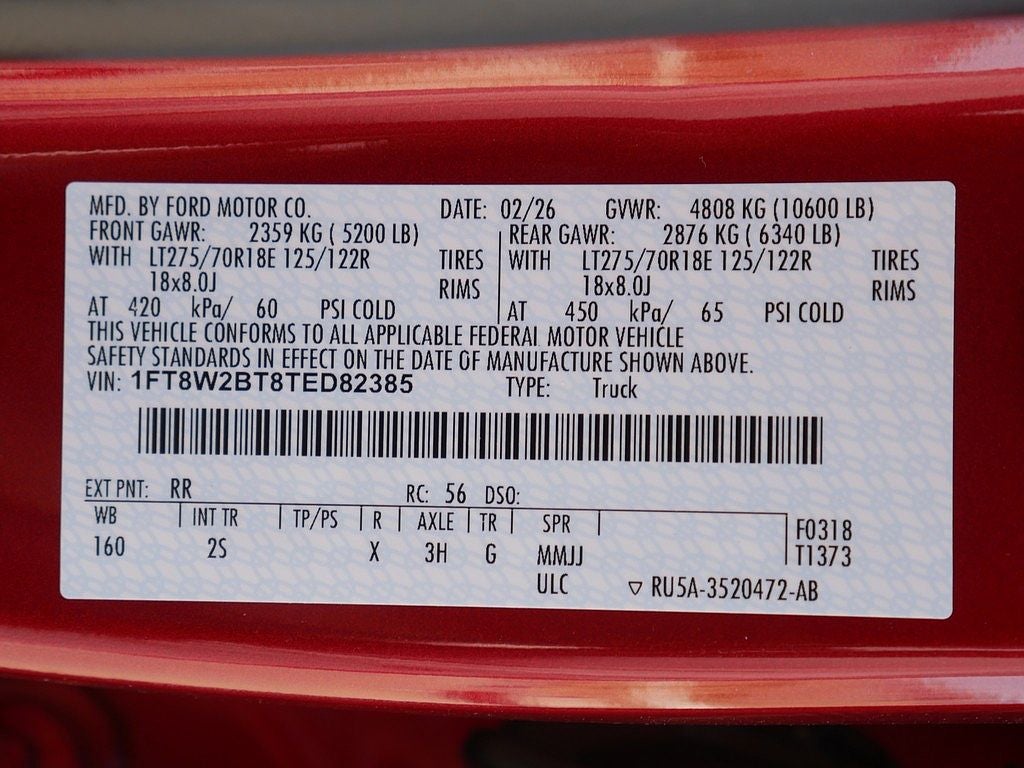 MFD. BY FORD MOTOR CO. DATE: 02/26 GVWR: 4808 KG (10600 LB)
FRONT GAWR: 2359 KG ( 5200 LB) REAR GAWR: 2876 KG ( 6340 LB)
WITH LT275/70R18E 125/122R TIRES WITH LT275/70R18E 125/122R TIRES
18x8.0J RIMS 18x8.0J RIMS
AT 420 kPa/ 60 PSI COLD AT 450 kPa/ 65 PSI COLD
THIS VEHICLE CONFORMS TO ALL APPLICABLE FEDERAL MOTOR VEHICLE
SAFETY STANDARDS IN EFFECT ON THE DATE OF MANUFACTURE SHOWN ABOVE.
VIN: 1FT8W2BT8TED82385 TYPE: Truck
EXT PNT: RR RC: 56 DSO:
WB INT TR TP/PS R AXLE TR SPR F0318
160 2S X 3H G MMJJ T1373
ULC ▽ RU5A-3520472-AB